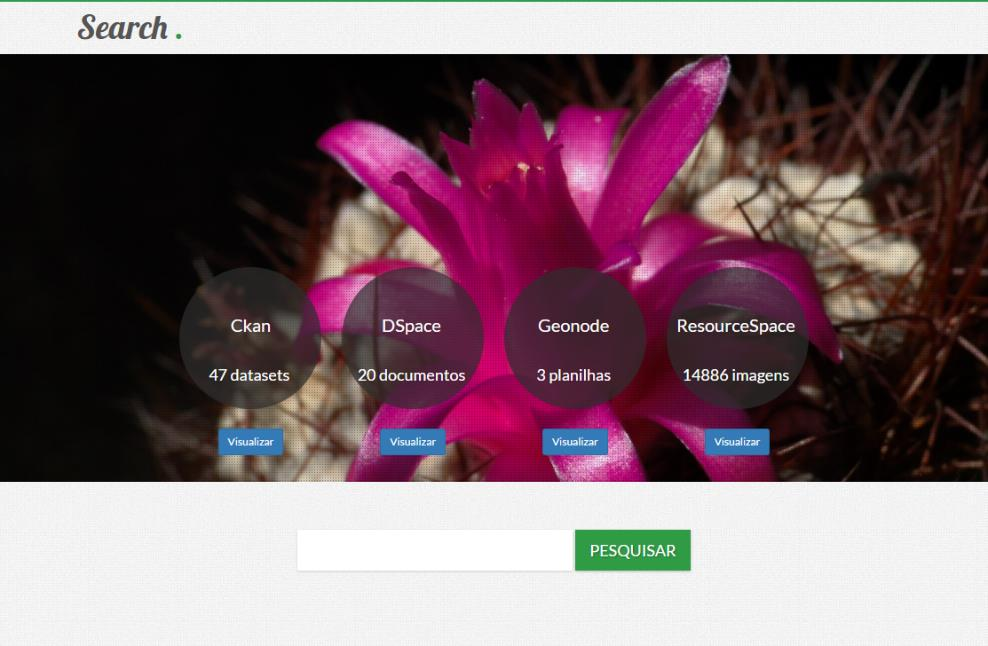 Search .
Ckan
47 datasets
Visualizar
DSpace
20 documentos
Visualizar
Geonode
3 planilhas
Visualizar
ResourceSpace
14886 imagens
Visualizar
PESQUISAR